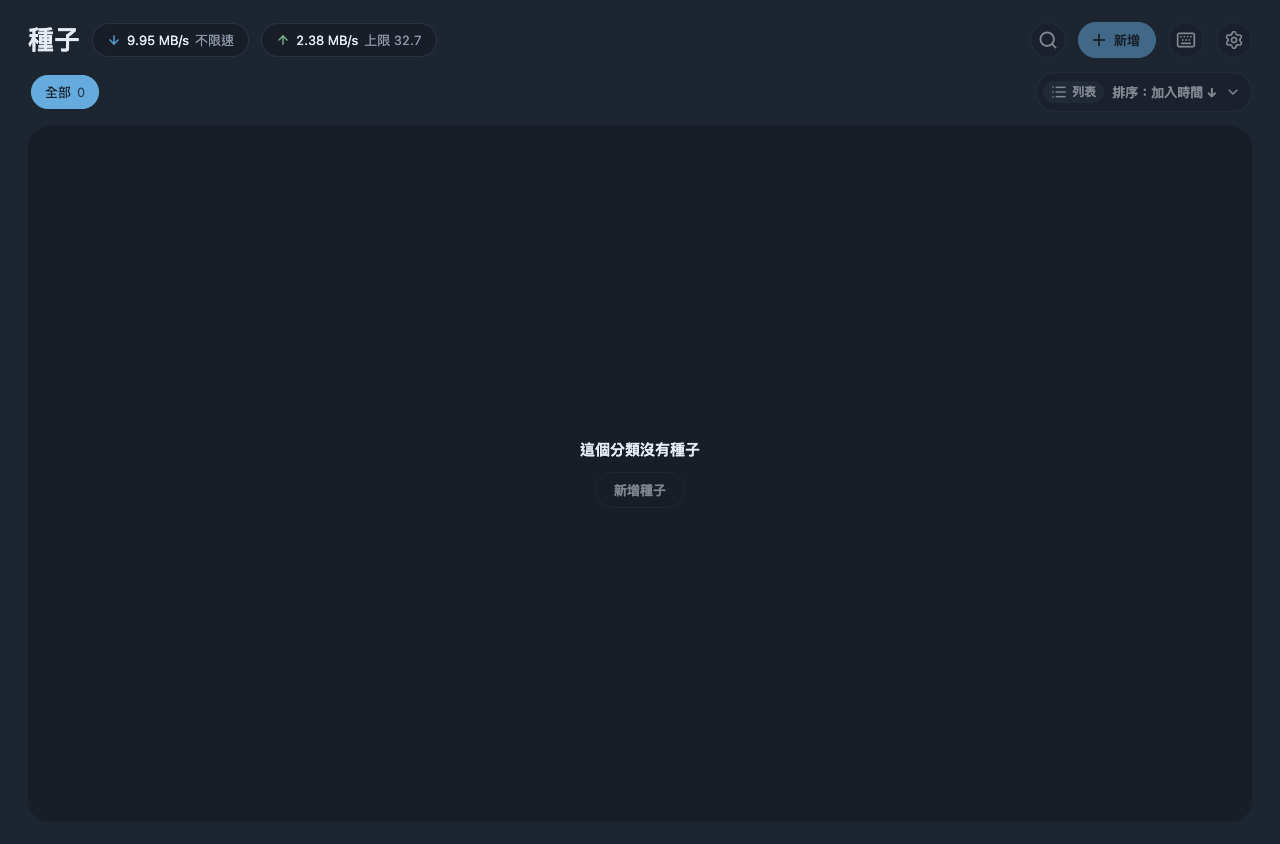 種子
9.95 MB/s 不限速
2.38 MB/s 上限 32.7
新增
全部 0
列表
排序：加入時間
這個分類沒有種子
新增種子